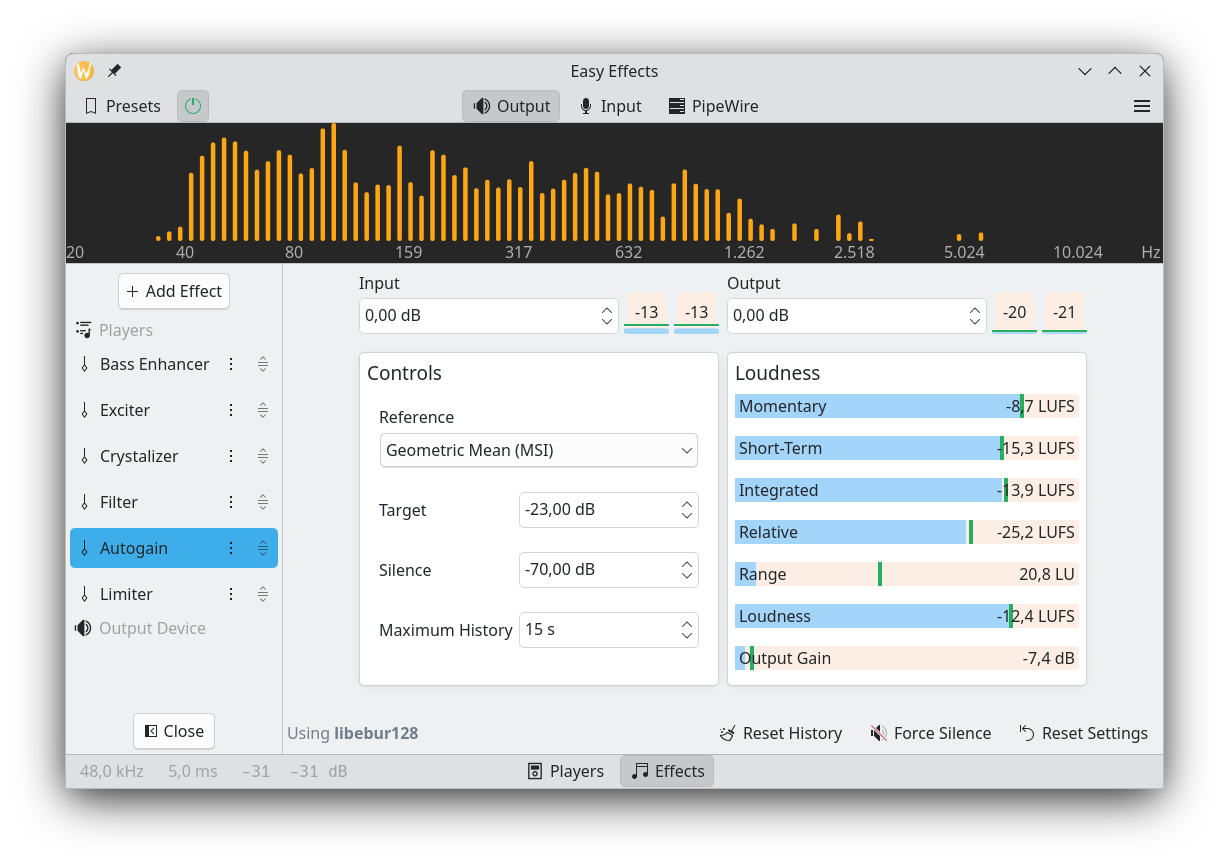 W
Easy Effects
Presets
Output
Input
PipeWire
20 40 80 159 317 632 1.262 2.518 5.024 10.024 Hz
Add Effect
Players
Bass Enhancer
Exciter
Crystalizer
Filter
Autogain
Limiter
Output Device
Close
Input
0,00 dB
-13 -13
Output
0,00 dB
-20 -21
Controls
Reference
Geometric Mean (MSI)
Target -23,00 dB
Silence -70,00 dB
Maximum History 15 s
Loudness
Momentary -8,7 LUFS
Short-Term -15,3 LUFS
Integrated -13,9 LUFS
Relative -25,2 LUFS
Range 20,8 LU
Loudness -12,4 LUFS
Output Gain -7,4 dB
Using libebur128
Reset History
Force Silence
Reset Settings
48,0 kHz 5,0 ms -31 -31 dB
Players
Effects